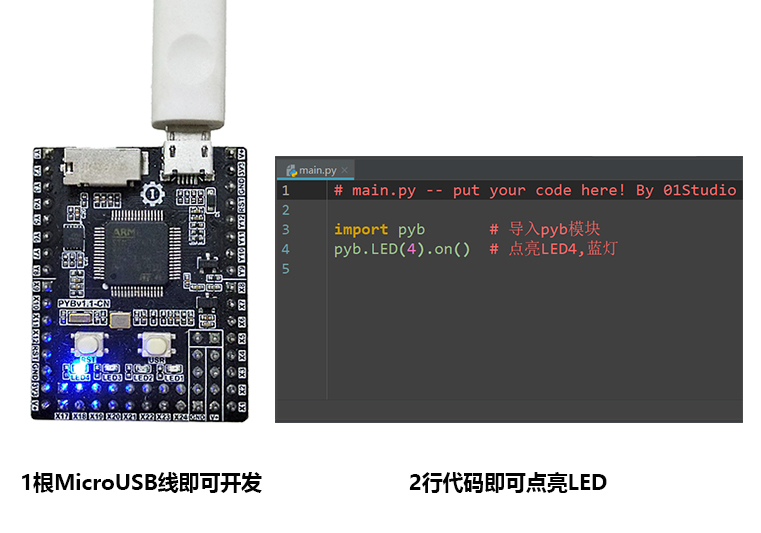 ARM
PYBv1.1-CN
RST
USR
LED4
LED3
LED2
LED1
X17 X18 X19 X20 X21 X22 X23 X24 GND V+
main.py
1 # main.py -- put your code here! By 01Studio
2
3 import pyb # 导入pyb模块
4 pyb.LED(4).on() # 点亮LED4,蓝灯
5
1根MicroUSB线即可开发
2行代码即可点亮LED